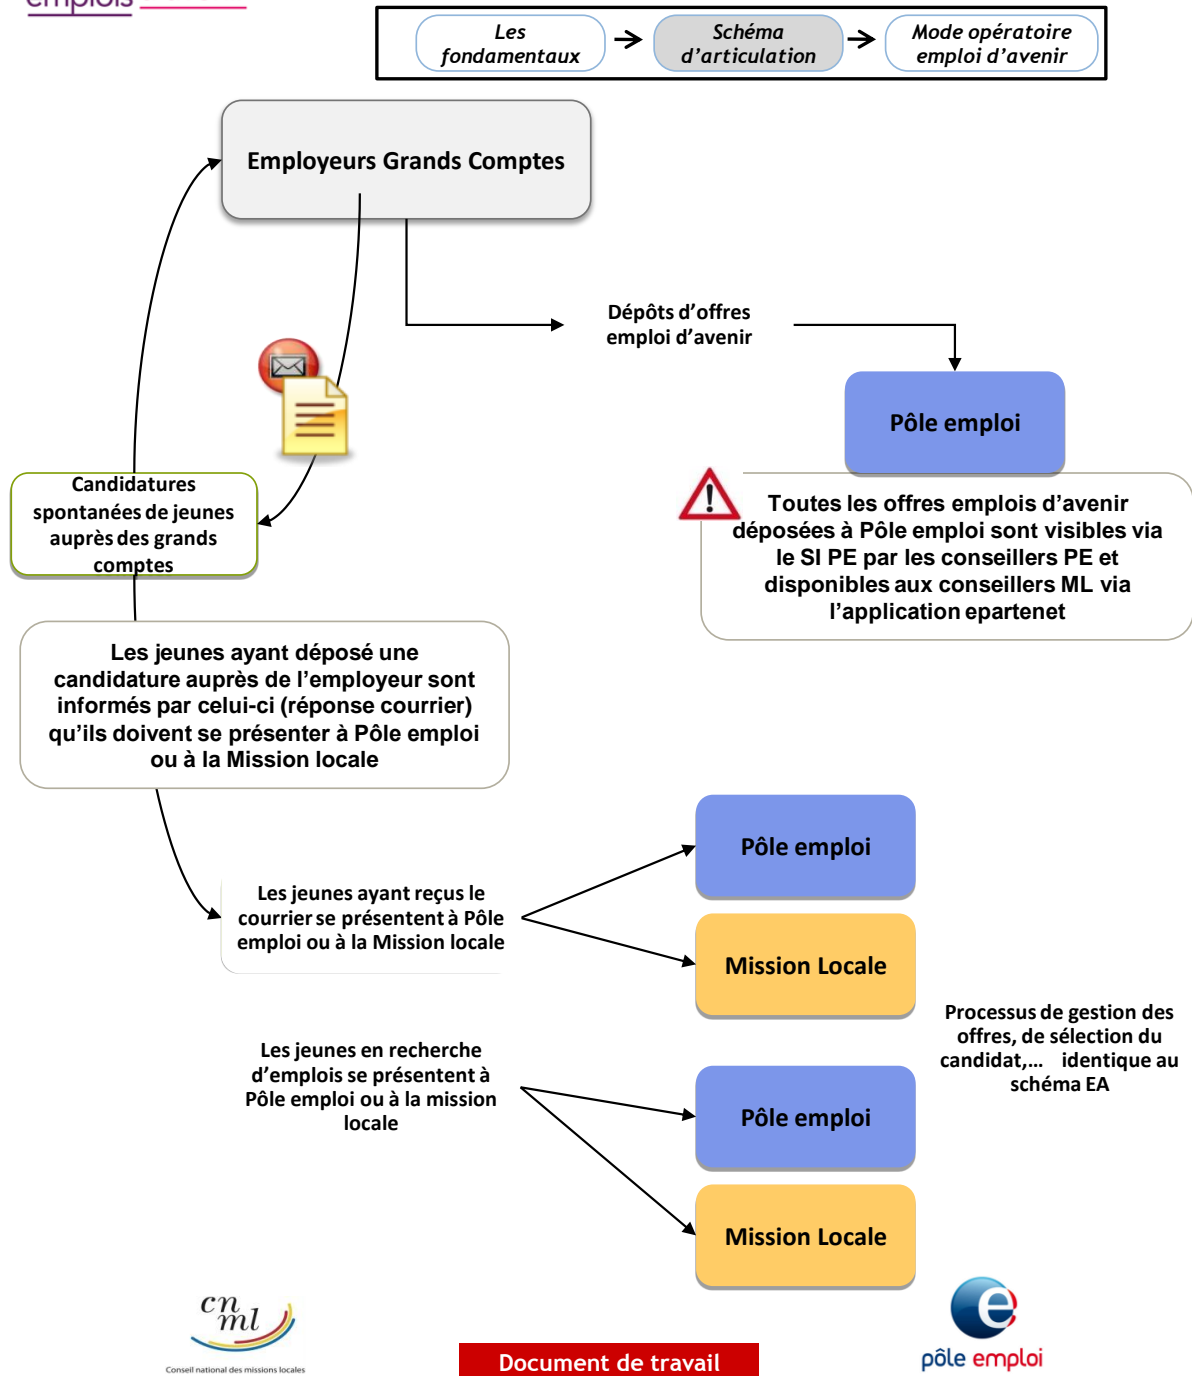 emplois
Les
fondamentaux
Schéma
d’articulation
Mode opératoire
emploi d’avenir
Employeurs Grands Comptes
Dépôts d’offres
emploi d’avenir
Pôle emploi
Toutes les offres emplois d’avenir
déposées à Pôle emploi sont visibles via
le SI PE par les conseillers PE et
disponibles aux conseillers ML via
l’application epartenet
Candidatures
spontanées de jeunes
auprès des grands
comptes
Les jeunes ayant déposé une
candidature auprès de l’employeur sont
informés par celui-ci (réponse courrier)
qu’ils doivent se présenter à Pôle emploi
ou à la Mission locale
Les jeunes ayant reçus le
courrier se présentent à Pôle
emploi ou à la Mission locale
Pôle emploi
Mission Locale
Les jeunes en recherche
d’emplois se présentent à
Pôle emploi ou à la mission
locale
Pôle emploi
Mission Locale
Processus de gestion des
offres, de sélection du
candidat,... identique au
schéma EA
cn
ml
Conseil national des missions locales
Document de travail
pôle emploi